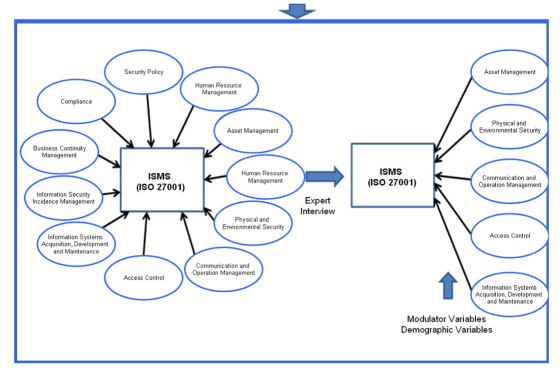 Security Policy
Human Resource
Management
Compliance
Asset Management
Business Continuity
Management
ISMS
(ISO 27001)
Human Resource
Management
Information Security
Incidence Management
Physical and
Environmental Security
Information Systems
Acquisition, Development
and Maintenance
Communication and
Operation Management
Access Control
Expert
Interview
ISMS
(ISO 27001)
Asset Management
Physical and
Environmental Security
Communication and
Operation Management
Access Control
Information Systems
Acquisition, Development
and Maintenance
Modulator Variables
Demographic Variables